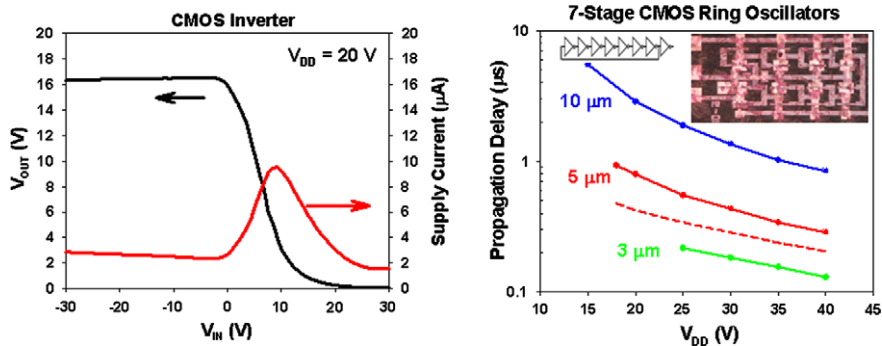 CMOS Inverter
V_DD = 20 V
20
18
16
14
12
10
8
6
4
2
0
V_OUT (V)
20
18
16
14
12
10
8
6
4
2
0
Supply Current (μA)
-30 -20 -10 0 10 20 30
V_IN (V)
7-Stage CMOS Ring Oscillators
10
1
0.1
Propagation Delay (μs)
10 μm
5 μm
3 μm
10 15 20 25 30 35 40 45
V_DD (V)